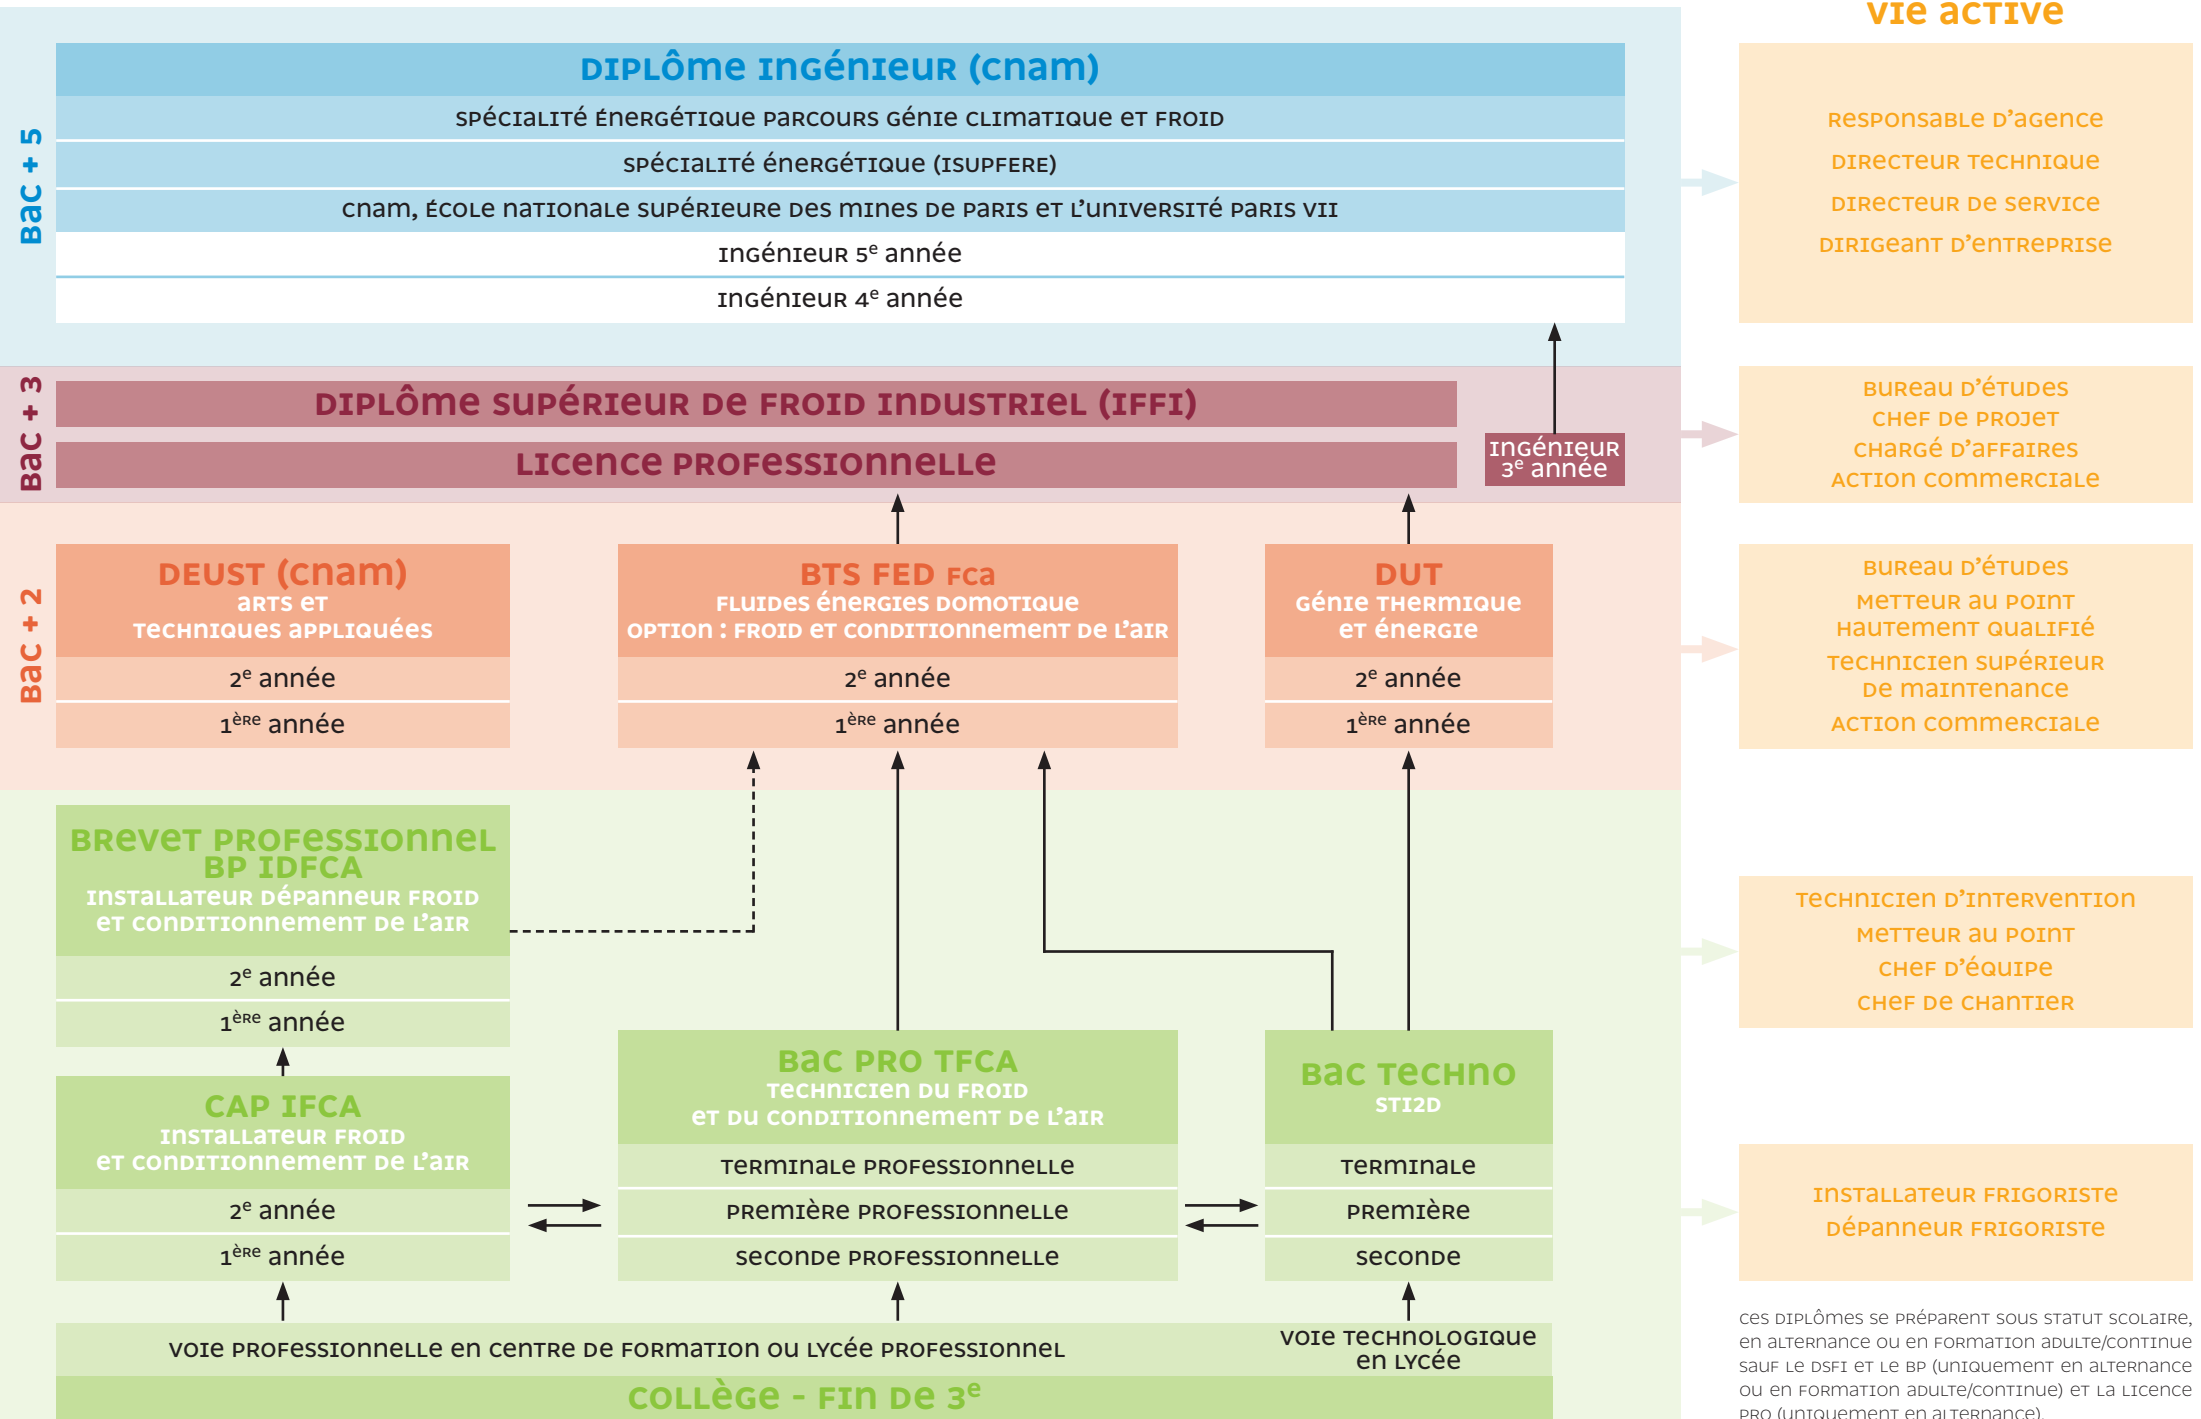 vie active
Bac + 5
Diplôme Ingénieur (Cnam)
Spécialité Énergétique parcours génie climatique et froid
Spécialité énergétique (ISUPFERE)
Cnam, École nationale supérieure des mines de Paris et l'université Paris VII
Ingénieur 5e année
Ingénieur 4e année
Responsable d'agence
Directeur technique
Directeur de service
Dirigeant d'entreprise
Bac + 3
Diplôme supérieur de froid industriel (IFFI)
Licence professionnelle
Ingénieur
3e année
Bureau d'études
Chef de projet
Chargé d'affaires
Action commerciale
Bac + 2
DEUST (Cnam)
Arts et
techniques appliquées
2e année
1ère année
BTS FED FCA
Fluides énergies domotique
option : froid et conditionnement de l'air
2e année
1ère année
DUT
Génie thermique
et énergie
2e année
1ère année
Bureau d'études
Metteur au point
hautement qualifié
Technicien supérieur
de maintenance
Action commerciale
Brevet professionnel
BP IDFCA
Installateur dépanneur froid
et conditionnement de l'air
2e année
1ère année
Technicien d'intervention
Metteur au point
Chef d'équipe
Chef de chantier
CAP IFCA
Installateur froid
et conditionnement de l'air
2e année
1ère année
Bac Pro TFCA
Technicien du froid
et du conditionnement de l'air
Terminale professionnelle
Première professionnelle
Seconde professionnelle
Bac techno
STI2D
Terminale
Première
Seconde
Installateur frigoriste
Dépanneur frigoriste
Voie professionnelle en centre de formation ou lycée professionnel
Voie technologique
en lycée
Collège - fin de 3e
Ces diplômes se préparent sous statut scolaire,
en alternance ou en formation adulte/continue
sauf le DSFI et le BP (uniquement en alternance
ou en formation adulte/continue) et la licence
pro (uniquement en alternance).